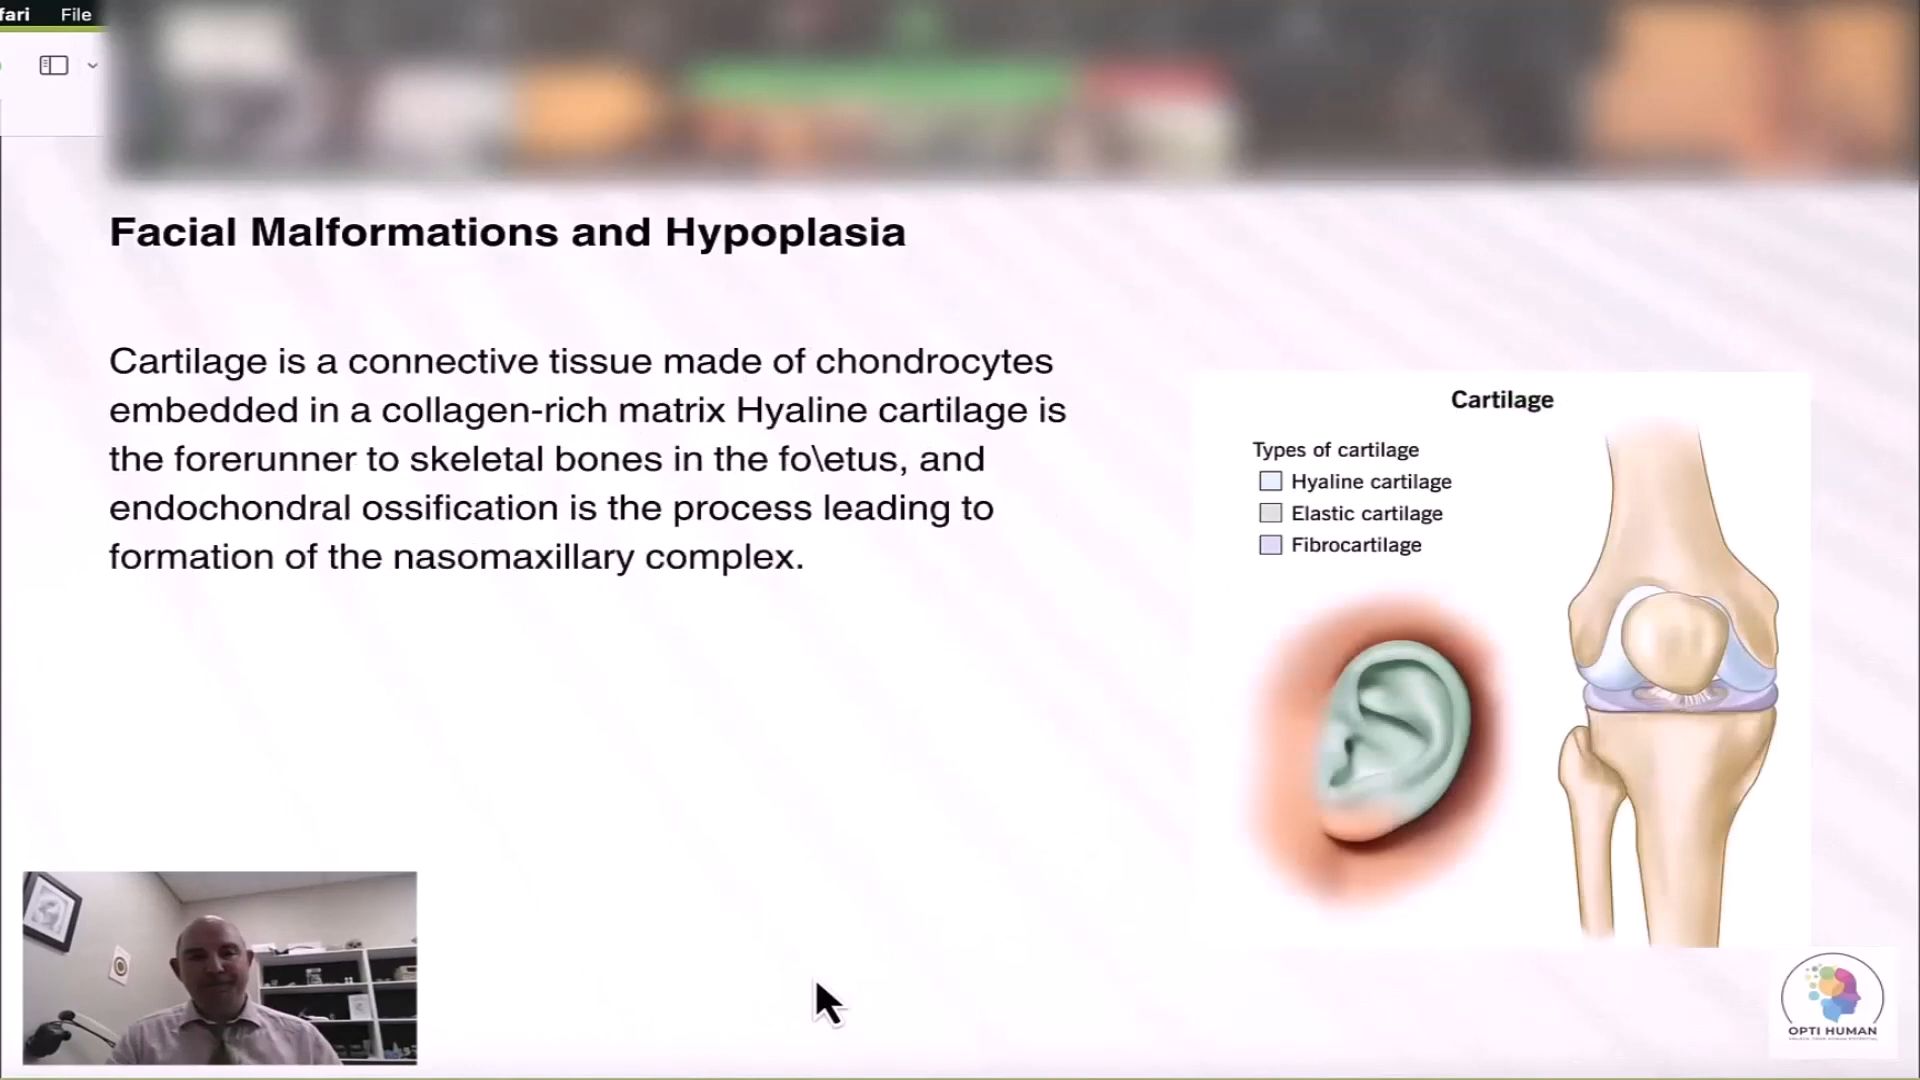 fari File
Facial Malformations and Hypoplasia
Cartilage is a connective tissue made of chondrocytes
embedded in a collagen-rich matrix Hyaline cartilage is
the forerunner to skeletal bones in the fo\etus, and
endochondral ossification is the process leading to
formation of the nasomaxillary complex.
Cartilage
Types of cartilage
Hyaline cartilage
Elastic cartilage
Fibrocartilage
OPTI HUMAN